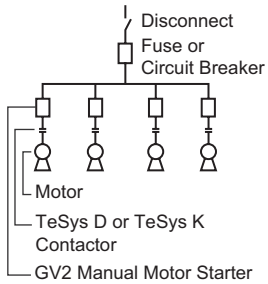 Disconnect
Fuse or
Circuit Breaker
Motor
TeSys D or TeSys K
Contactor
GV2 Manual Motor Starter